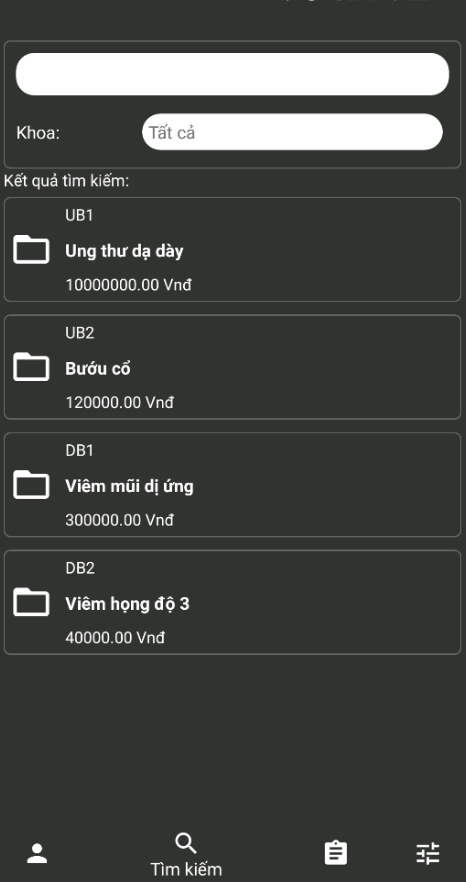 Khoa:
Tất cả
Kết quả tìm kiếm:
UB1
Ung thư dạ dày
10000000.00 Vnđ
UB2
Bướu cổ
120000.00 Vnđ
DB1
Viêm mũi dị ứng
300000.00 Vnđ
DB2
Viêm họng độ 3
40000.00 Vnđ
Tìm kiếm